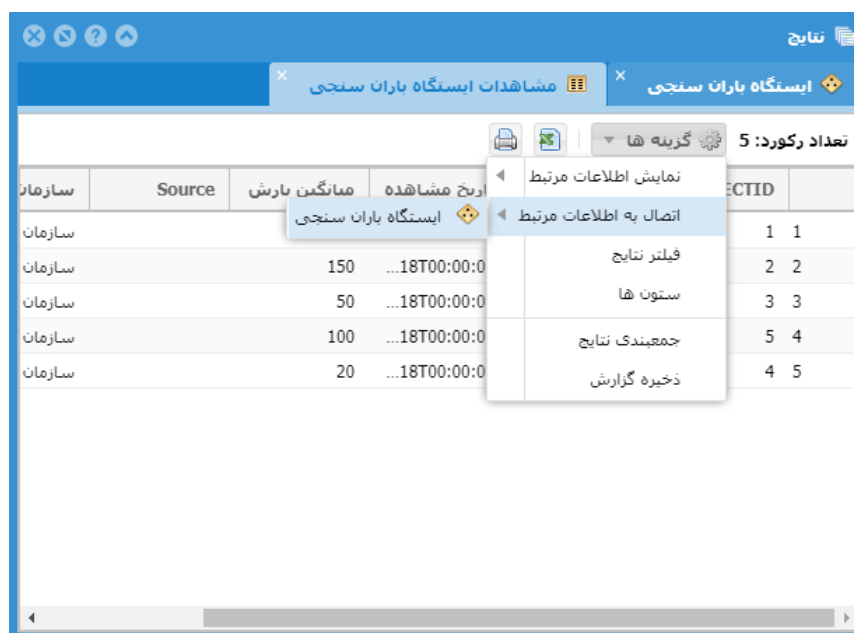 نتایج
ایستگاه باران سنجی
مشاهدات ایستگاه باران سنجی
تعداد رکورد: 5 گزینه ها
ECTID اریخ مشاهده میانگین بارش Source سازمان
نمایش اطلاعات مرتبط
اتصال به اطلاعات مرتبط
ایستگاه باران سنجی
فیلتر نتایج
ستون ها
جمعبندی نتایج
ذخیره گزارش
1 1 سازمان
2 2 18T00:00:0... 150 سازمان
3 3 18T00:00:0... 50 سازمان
4 5 18T00:00:0... 100 سازمان
5 4 18T00:00:0... 20 سازمان